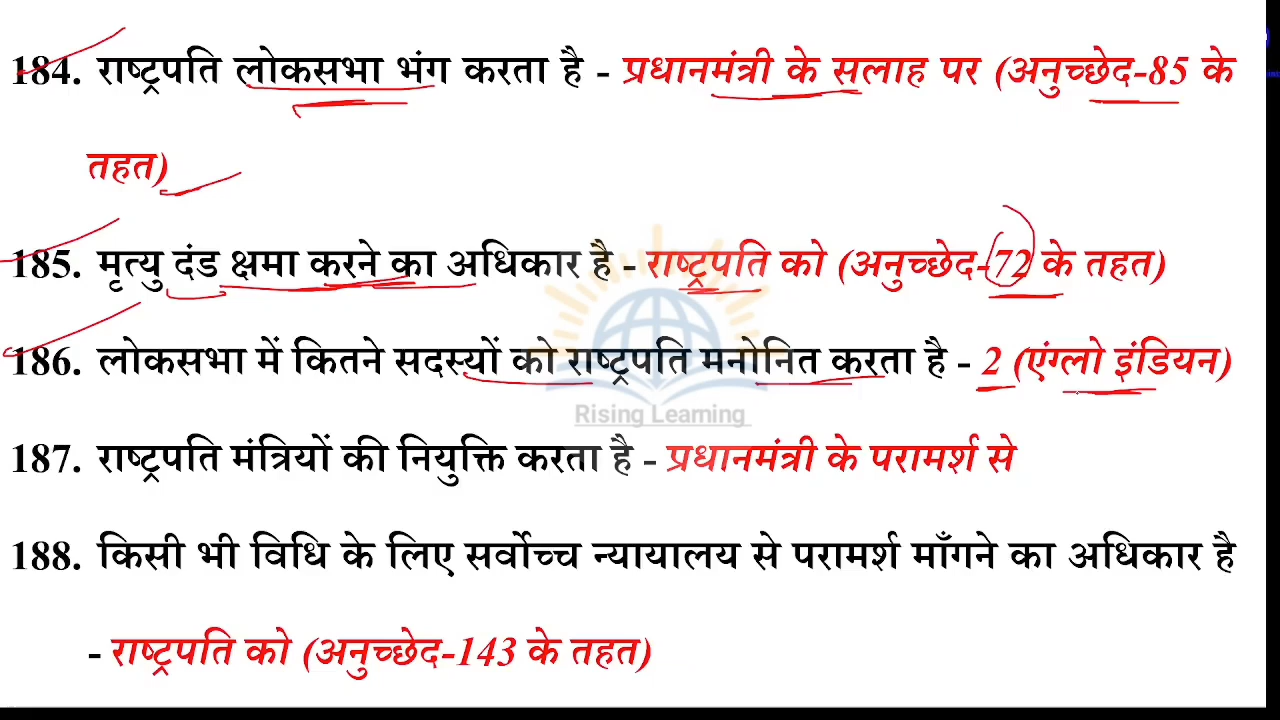 184. राष्ट्रपति लोकसभा भंग करता है - प्रधानमंत्री के सलाह पर (अनुच्छेद-85 के
तहत)
185. मृत्यु दंड क्षमा करने का अधिकार है - राष्ट्रपति को (अनुच्छेद-72 के तहत)
186. लोकसभा में कितने सदस्यों को राष्ट्रपति मनोनित करता है - 2 (एंग्लो इंडियन)
Rising Learning
187. राष्ट्रपति मंत्रियों की नियुक्ति करता है - प्रधानमंत्री के परामर्श से
188. किसी भी विधि के लिए सर्वोच्च न्यायालय से परामर्श माँगने का अधिकार है
- राष्ट्रपति को (अनुच्छेद-143 के तहत)